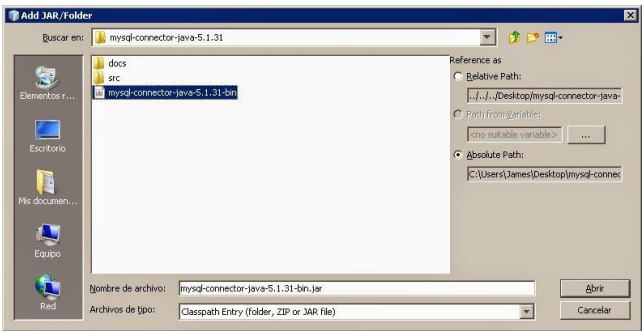 Add JAR/Folder
Buscar en:
mysql-connector-java-5.1.31
Elementos r...
Escritorio
Mis documen...
Equipo
Red
docs
src
mysql-connector-java-5.1.31-bin
Reference as
Relative Path:
../../../Desktop/mysql-connector-java-
Path from Variable:
<no suitable variable>
...
Absolute Path:
C:\Users\James\Desktop\mysql-connec
Nombre de archivo:
mysql-connector-java-5.1.31-bin.jar
Abrir
Archivos de tipo:
Classpath Entry (folder, ZIP or JAR file)
Cancelar